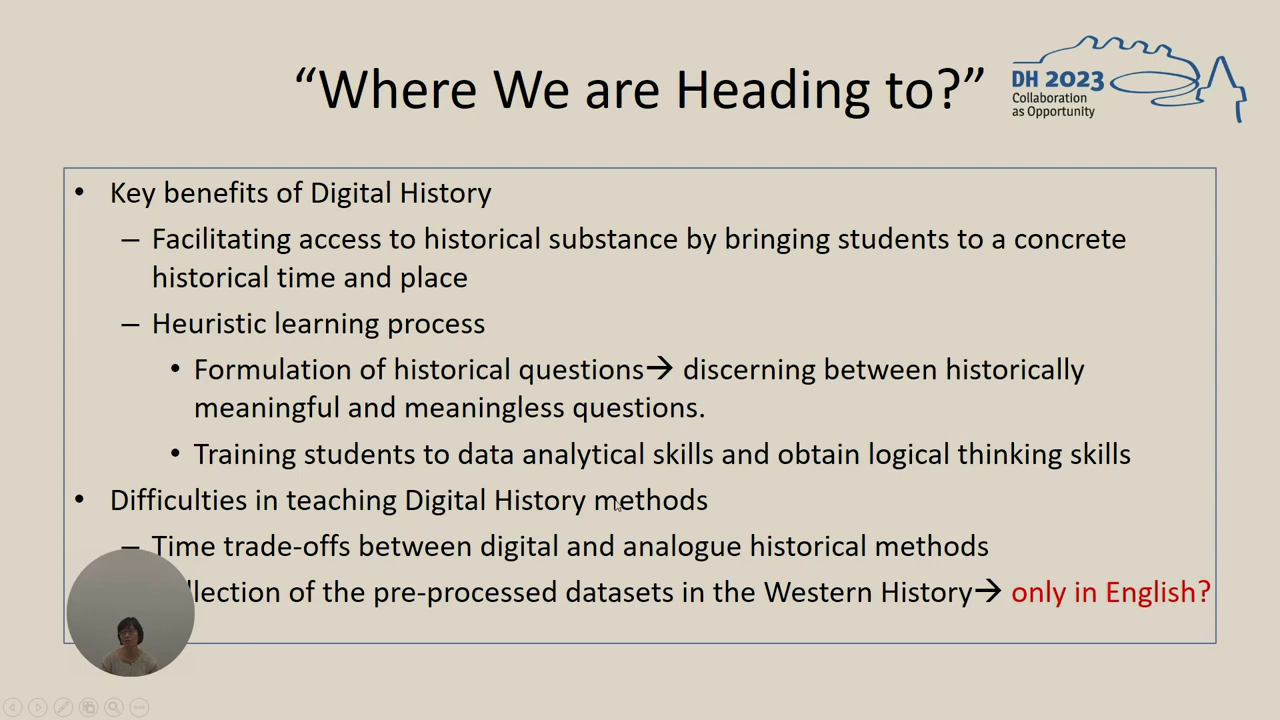 “Where We are Heading to?”
DH 2023
Collaboration
as Opportunity
• Key benefits of Digital History
– Facilitating access to historical substance by bringing students to a concrete
historical time and place
– Heuristic learning process
• Formulation of historical questions→ discerning between historically
meaningful and meaningless questions.
• Training students to data analytical skills and obtain logical thinking skills
• Difficulties in teaching Digital History methods
– Time trade-offs between digital and analogue historical methods
of the pre-processed datasets in the Western History→ only in English?